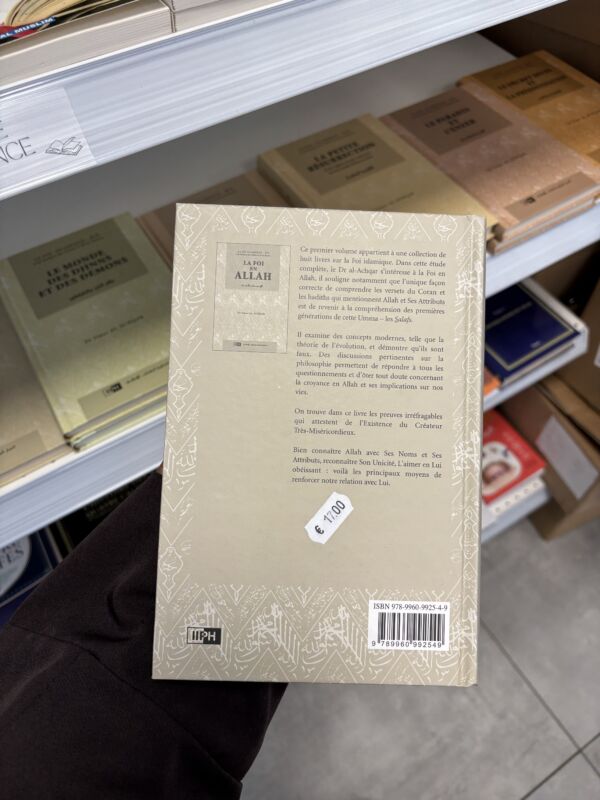 AL MUSLIM
NCE
LE MONDE
DES DJINNS
ET DES DÉMONS
LA PETITE
RÉSURRECTION
LE PARADIS
ET
L'ENFER
LA FOI
EN
ALLAH
Ce premier volume appartient à une collection de
huit livres sur la Foi islamique. Dans cette étude
complète, le Dr al-Achqar s'intéresse à la Foi en
Allah, il souligne notamment que l'unique façon
correcte de comprendre les versets du Coran et
les hadiths qui mentionnent Allah et Ses Attributs
est de revenir à la compréhension des premières
générations de cette Umma – les Salafs.
Il examine des concepts modernes, telle que la
théorie de l'évolution, et démontre qu'ils sont
faux. Des discussions pertinentes sur la
philosophie permettent de répondre à tous les
questionnements et d'ôter tout doute concernant
la croyance en Allah et ses implications sur nos
vies.
On trouve dans ce livre les preuves irréfragables
qui attestent de l'Existence du Créateur
Très-Miséricordieux.
Bien connaître Allah avec Ses Noms et Ses
Attributs, reconnaître Son Unicité, L'aimer en Lui
obéissant : voilà les principaux moyens de
renforcer notre relation avec Lui.
€ 17.00
IIPH
ISBN 978-9960-9925-4-9
9 789960 992549